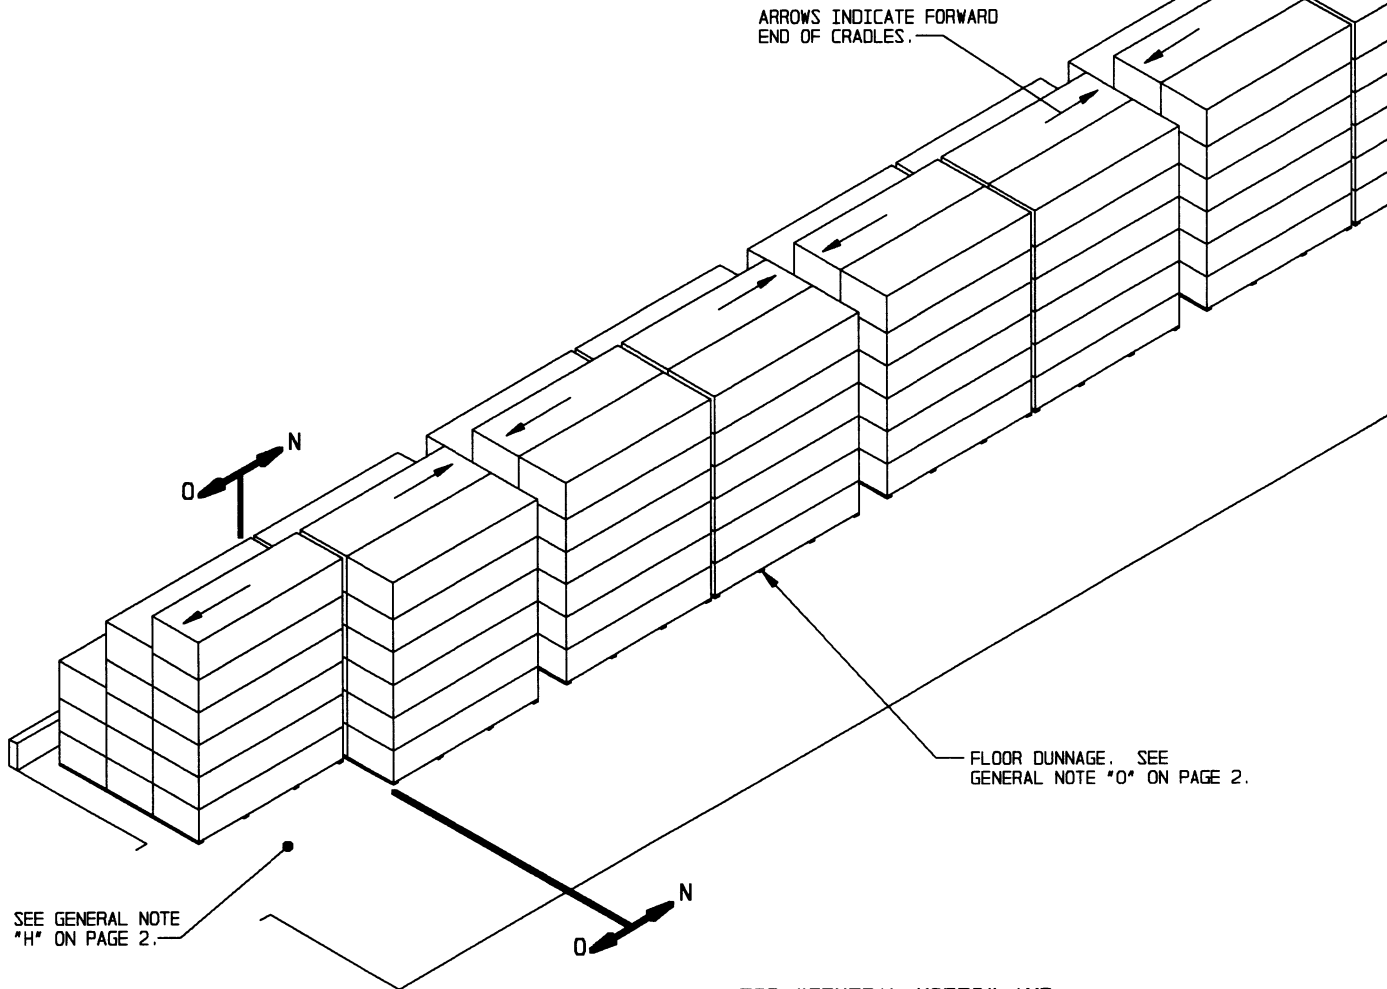 ARROWS INDICATE FORWARD
END OF CRADLES.
N
O
FLOOR DUNNAGE. SEE
GENERAL NOTE "O" ON PAGE 2.
N
O
SEE GENERAL NOTE
"H" ON PAGE 2.